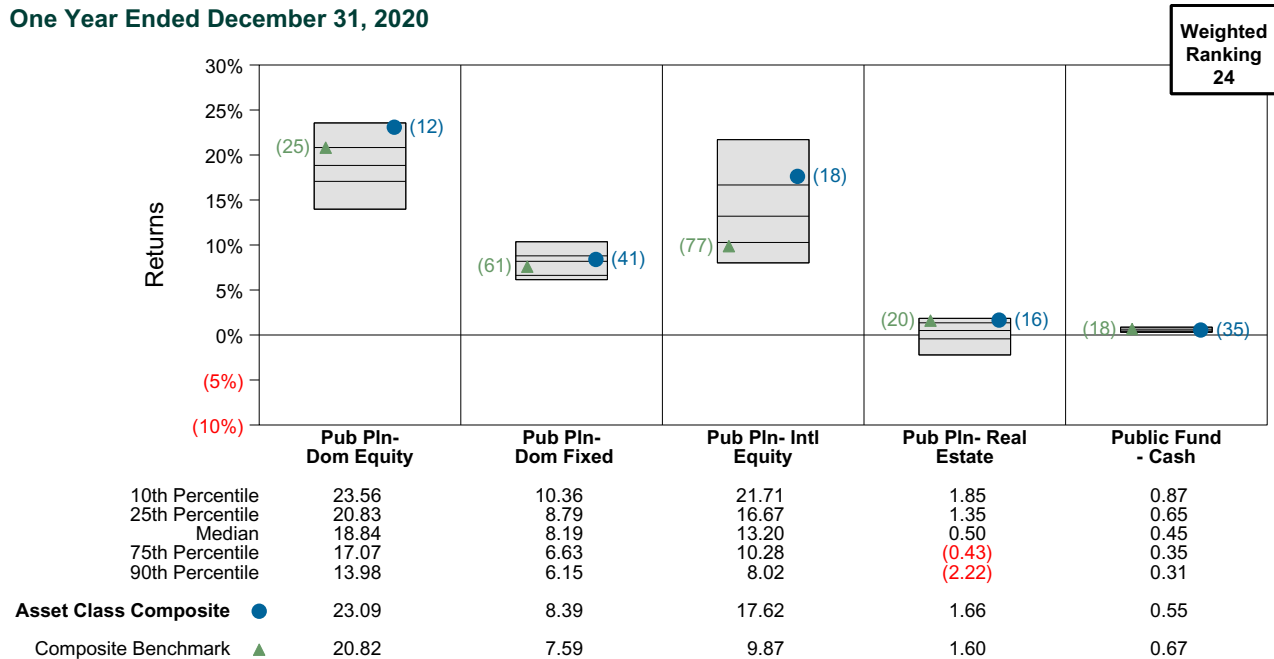 One Year Ended December 31, 2020
Weighted
Ranking
24
Returns
30%
25%
20%
15%
10%
5%
0%
(5%)
(10%)
(25)
(12)
(61)
(41)
(77)
(18)
(20)
(16)
(18)
(35)
Pub Pln- Pub Pln- Pub Pln- Intl Pub Pln- Real Public Fund
Dom Equity Dom Fixed Equity Estate - Cash
10th Percentile 23.56 10.36 21.71 1.85 0.87
25th Percentile 20.83 8.79 16.67 1.35 0.65
Median 18.84 8.19 13.20 0.50 0.45
75th Percentile 17.07 6.63 10.28 (0.43) 0.35
90th Percentile 13.98 6.15 8.02 (2.22) 0.31
Asset Class Composite 23.09 8.39 17.62 1.66 0.55
Composite Benchmark 20.82 7.59 9.87 1.60 0.67